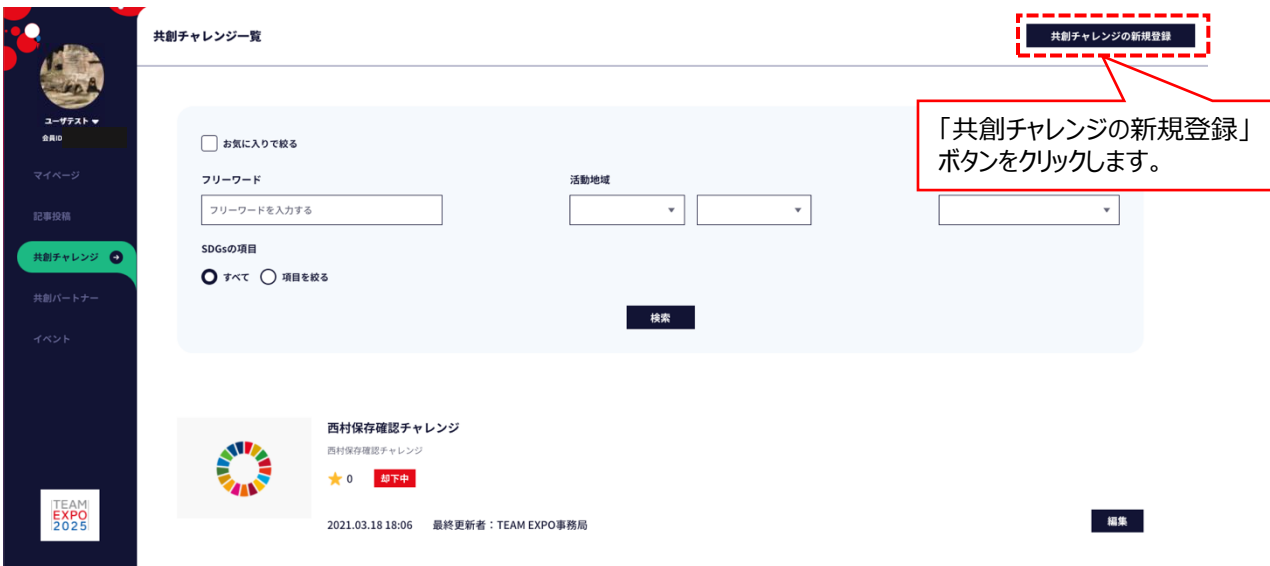 共創チャレンジ一覧
共創チャレンジの新規登録
「共創チャレンジの新規登録」
ボタンをクリックします。
ユーザテスト
会員ID
マイページ
記事投稿
共創チャレンジ
共創パートナー
イベント
お気に入りで絞る
フリーワード
活動地域
フリーワードを入力する
SDGsの項目
すべて
項目を絞る
検索
西村保存確認チャレンジ
西村保存確認チャレンジ
0
却下中
2021.03.18 18:06 最終更新者：TEAM EXPO事務局
編集
TEAM
EXPO
2025